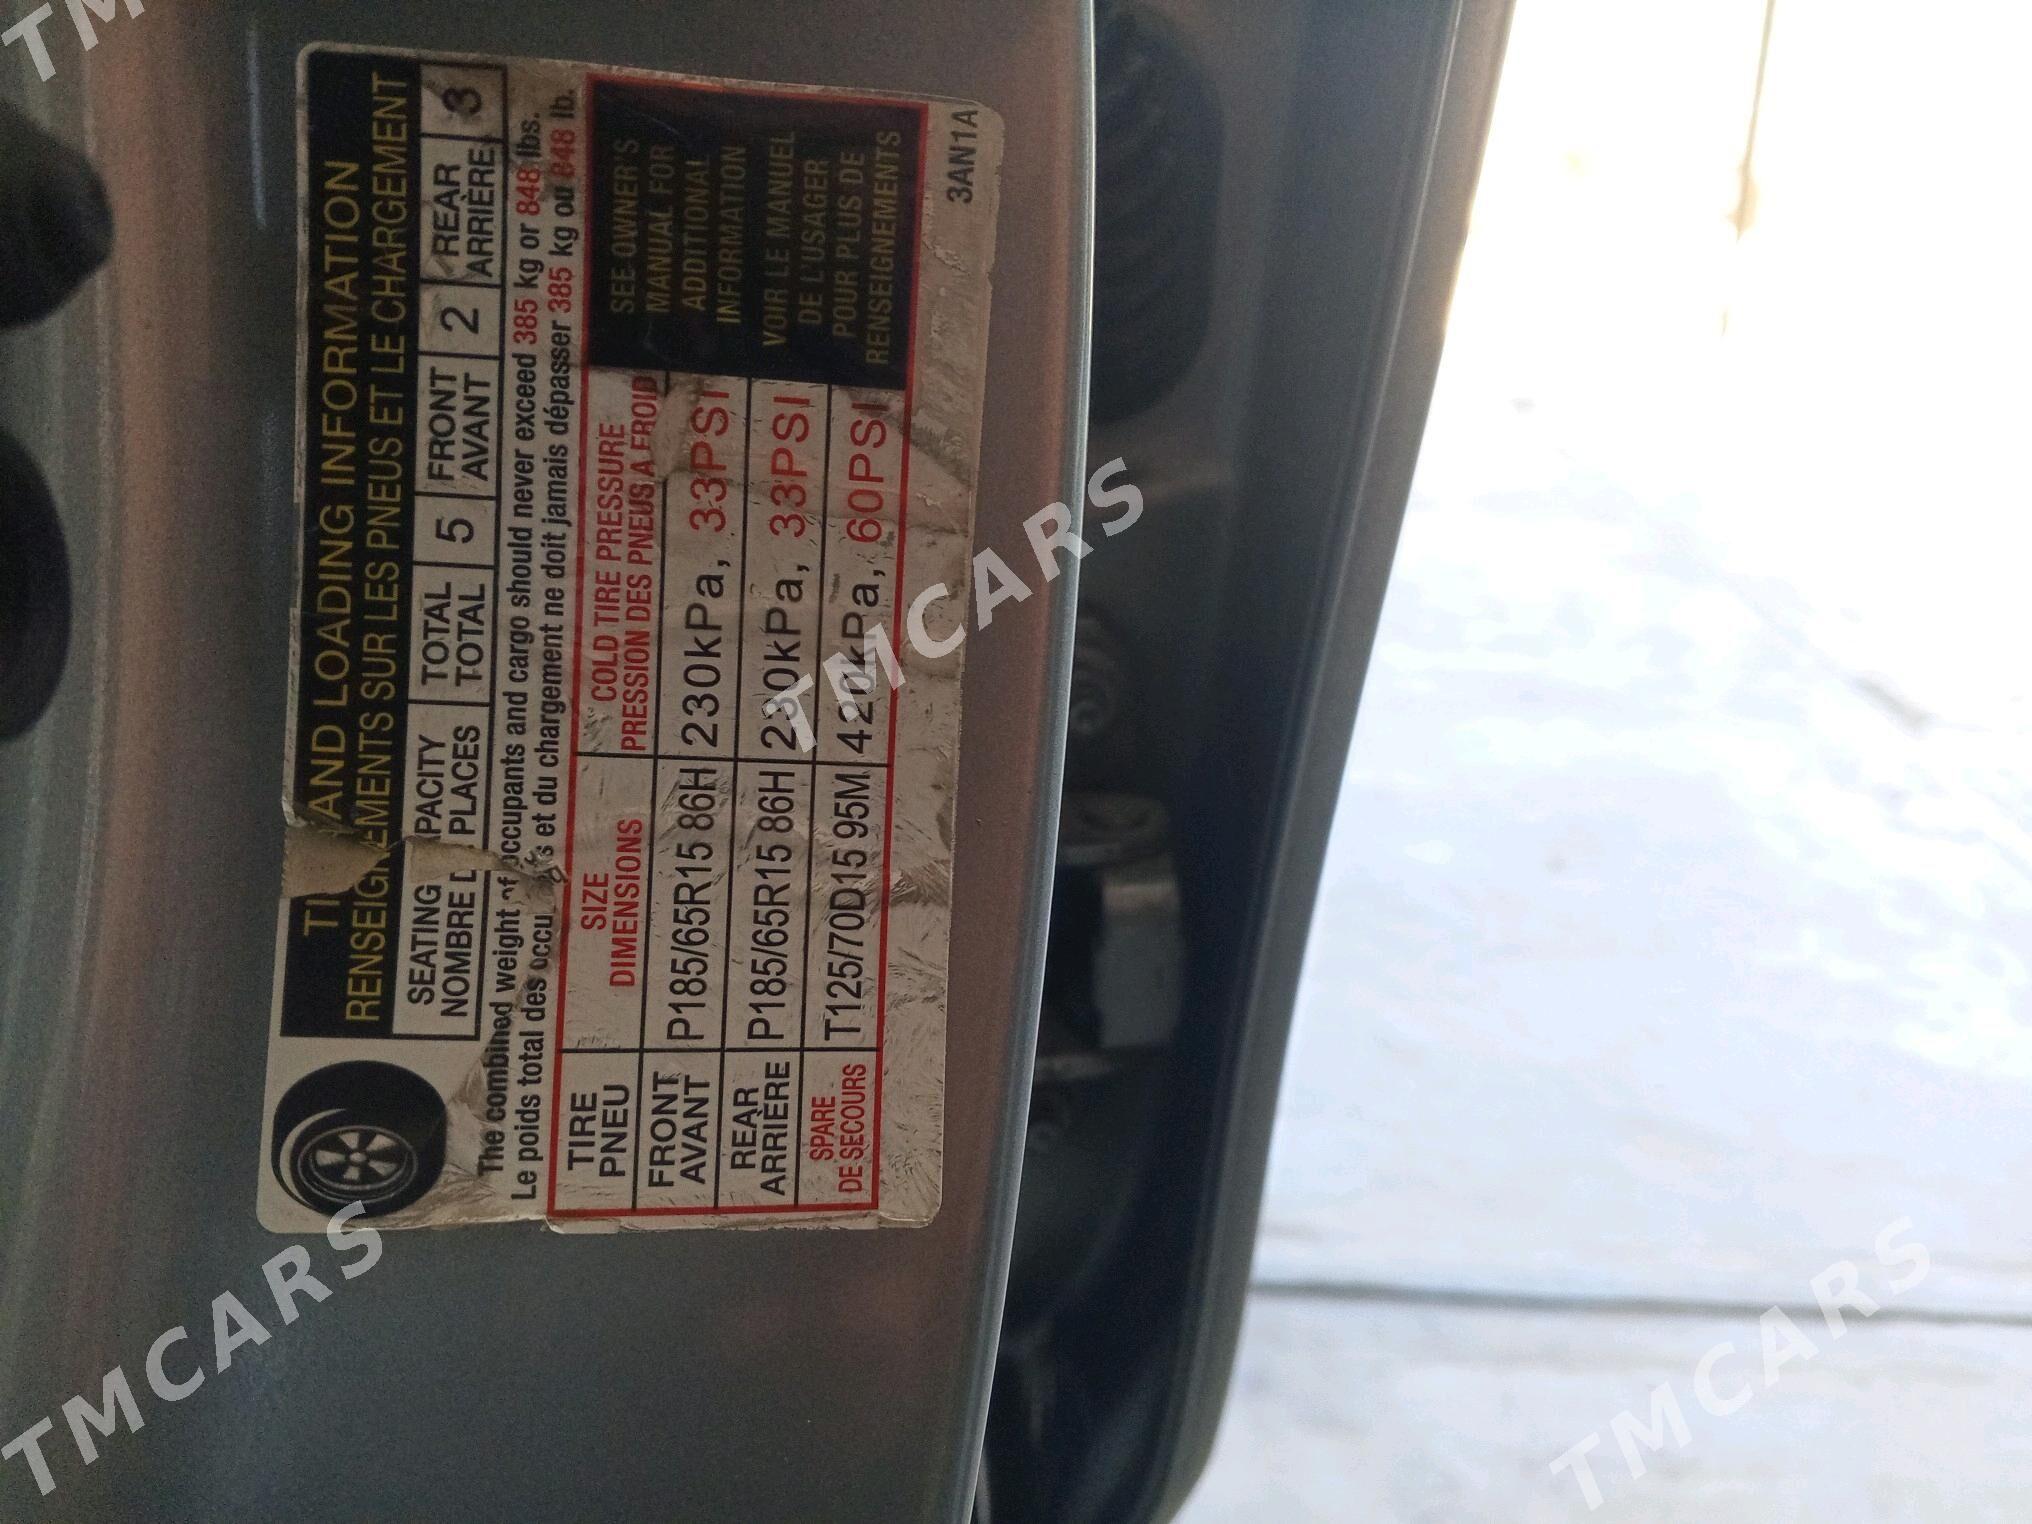 TI AND LOADING INFORMATION
RENSEIGNEMENTS SUR LES PNEUS ET LE CHARGEMENT
SEATING PACITY TOTAL 5 FRONT 2 REAR 3
NOMBRE D PLACES TOTAL AVANT ARRIÈRE
The combined weight of occupants and cargo should never exceed 385 kg or 848 lbs.
Le poids total des occu s et du chargement ne doit jamais dépasser 385 kg ou 848 lb.
TIRE SIZE COLD TIRE PRESSURE
PNEU DIMENSIONS PRESSION DES PNEUS A FROID
FRONT P185/65R15 86H 230kPa, 33PSI
AVANT
REAR P185/65R15 86H 230kPa, 33PSI
ARRIÈRE
SPARE T125/70D15 95M 420kPa, 60PSI
DE SECOURS
SEE OWNER'S
MANUAL FOR
ADDTIONAL
INFORMATION
VOIR LE MANUEL
DE L'USAGER
POUR PLUS DE
RENSEIGNEMENTS
3AN1A
TMCARS
TMCARS
TMCARS
TM